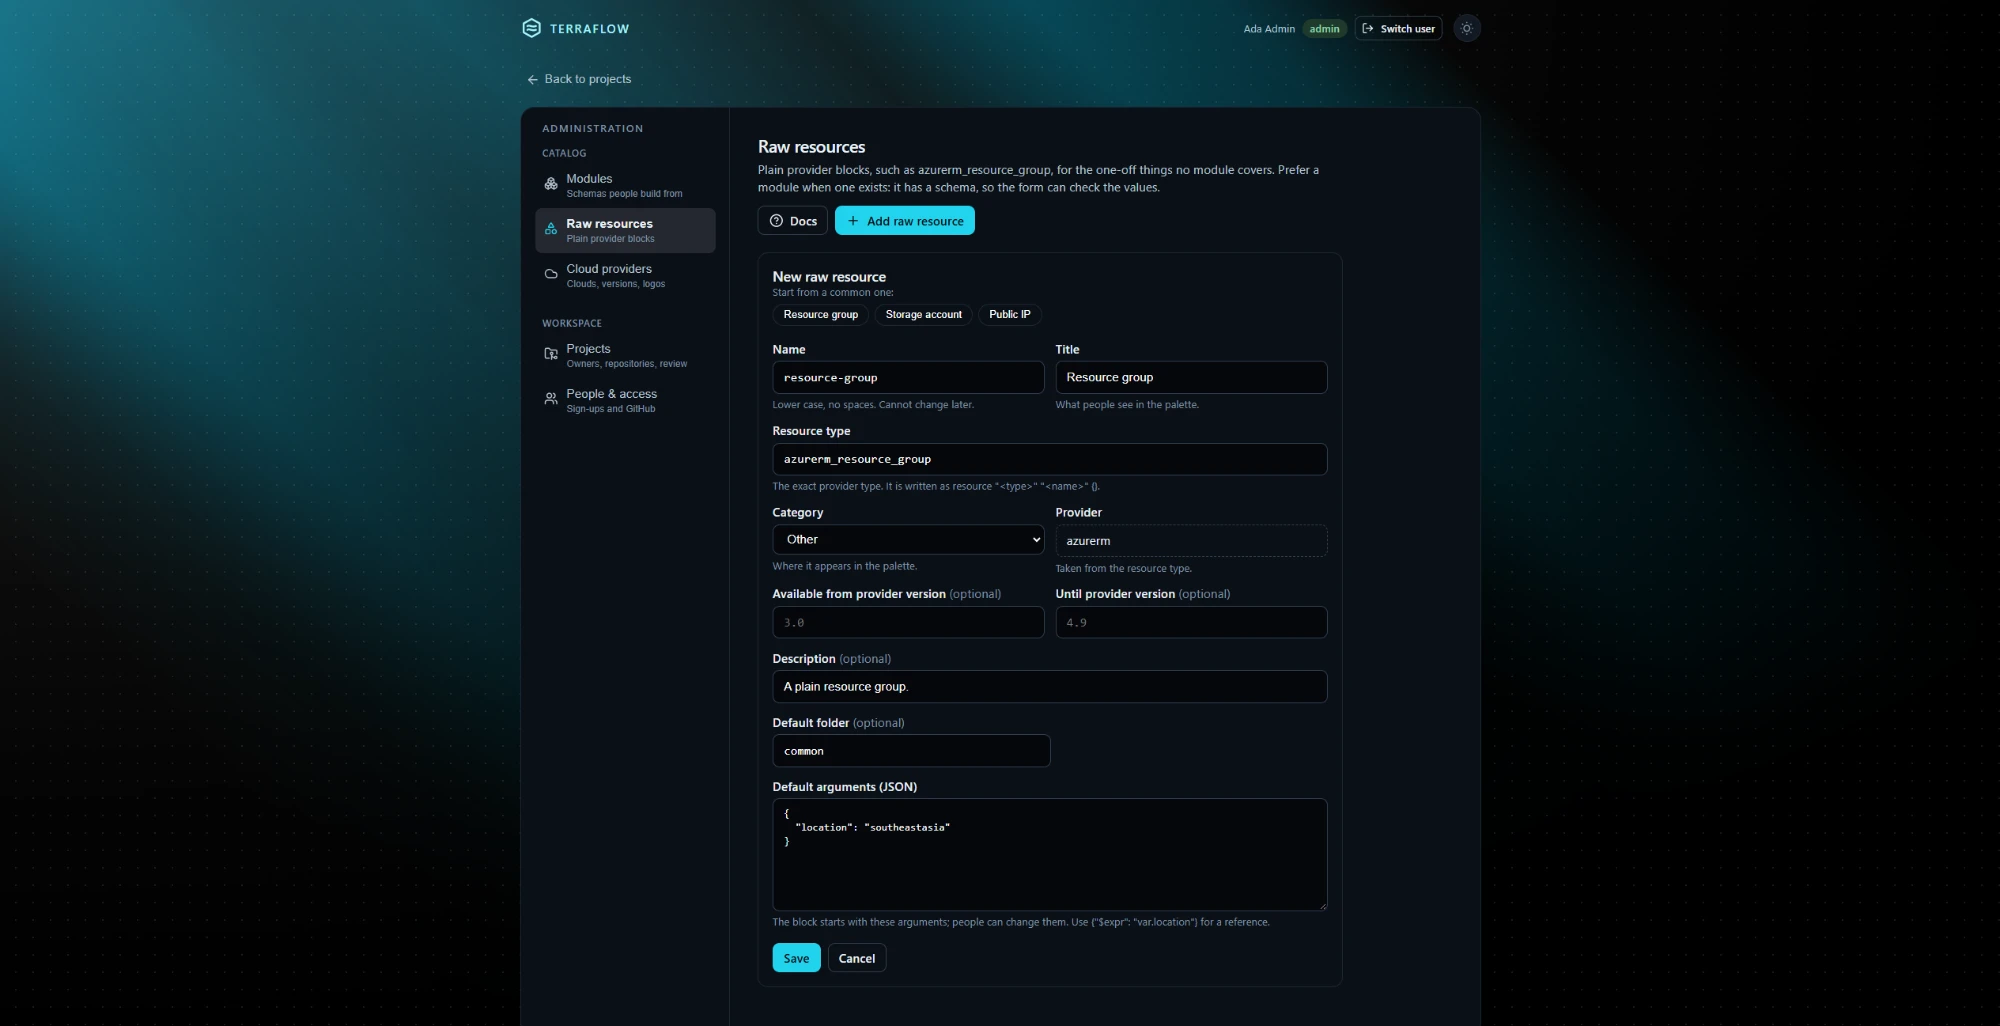 TERRAFLOW
Ada Admin
admin
Switch user
Back to projects
ADMINISTRATION
CATALOG
Modules
Schemas people build from
Raw resources
Plain provider blocks
Cloud providers
Clouds, versions, logos
WORKSPACE
Projects
Owners, repositories, review
People & access
Sign-ups and GitHub
Raw resources
Plain provider blocks, such as azurerm_resource_group, for the one-off things no module covers. Prefer a
module when one exists: it has a schema, so the form can check the values.
Docs
Add raw resource
New raw resource
Start from a common one:
Resource group
Storage account
Public IP
Name
Title
resource-group
Resource group
Lower case, no spaces. Cannot change later.
What people see in the palette.
Resource type
azurerm_resource_group
The exact provider type. It is written as resource "<type>" "<name>" {}.
Category
Provider
Other
azurerm
Where it appears in the palette.
Taken from the resource type.
Available from provider version (optional)
Until provider version (optional)
3.0
4.9
Description (optional)
A plain resource group.
Default folder (optional)
common
Default arguments (JSON)
{
"location": "southeastasia"
}
The block starts with these arguments; people can change them. Use {"$expr": "var.location"} for a reference.
Save
Cancel